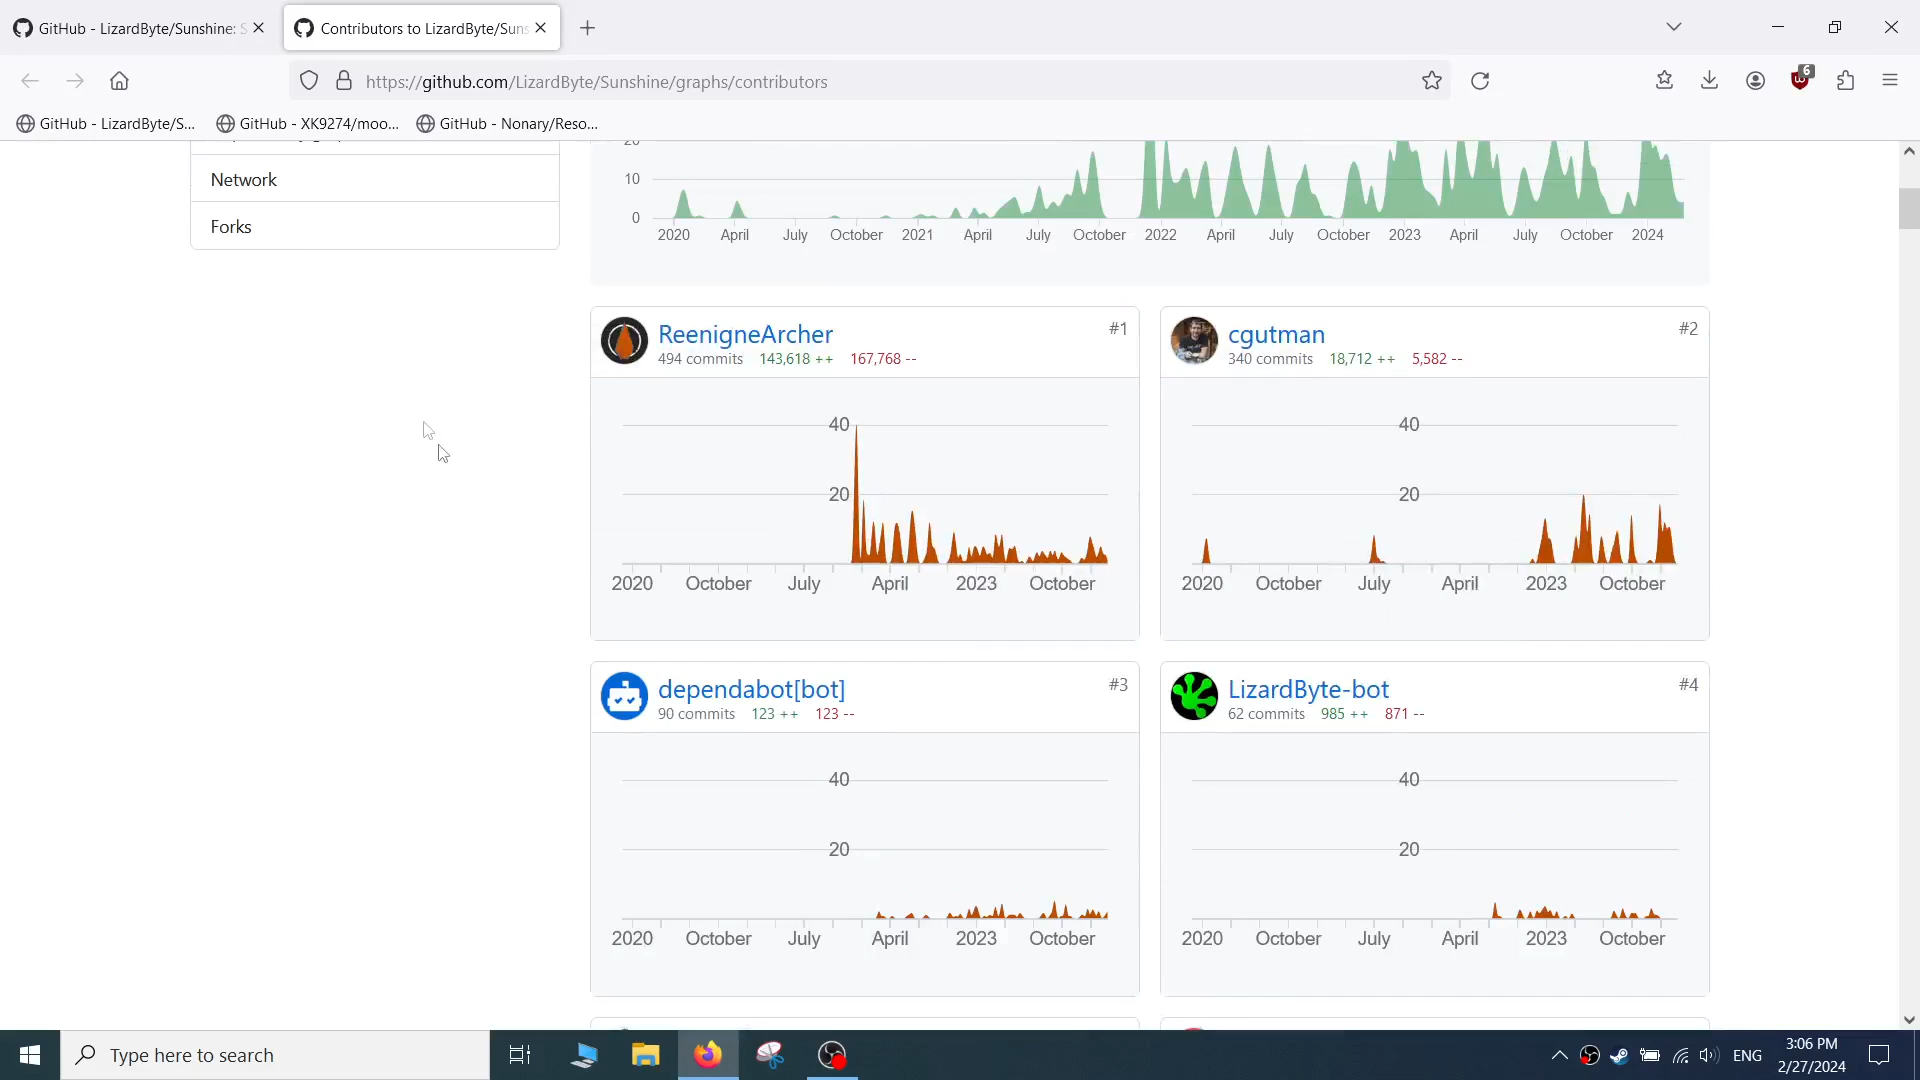 GitHub - LizardByte/Sunshine: S
Contributors to LizardByte/Suns
https://github.com/LizardByte/Sunshine/graphs/contributors
6
GitHub - LizardByte/S...
GitHub - XK9274/moo...
GitHub - Nonary/Reso...
Network
Forks
20
10
0
2020 April July October 2021 April July October 2022 April July October 2023 April July October 2024
ReenigneArcher
#1
494 commits 143,618 ++ 167,768 --
40
20
2020 October July April 2023 October
cgutman
#2
340 commits 18,712 ++ 5,582 --
40
20
2020 October July April 2023 October
dependabot[bot]
#3
90 commits 123 ++ 123 --
40
20
2020 October July April 2023 October
LizardByte-bot
#4
62 commits 985 ++ 871 --
40
20
2020 October July April 2023 October
Type here to search
ENG
3:06 PM
2/27/2024